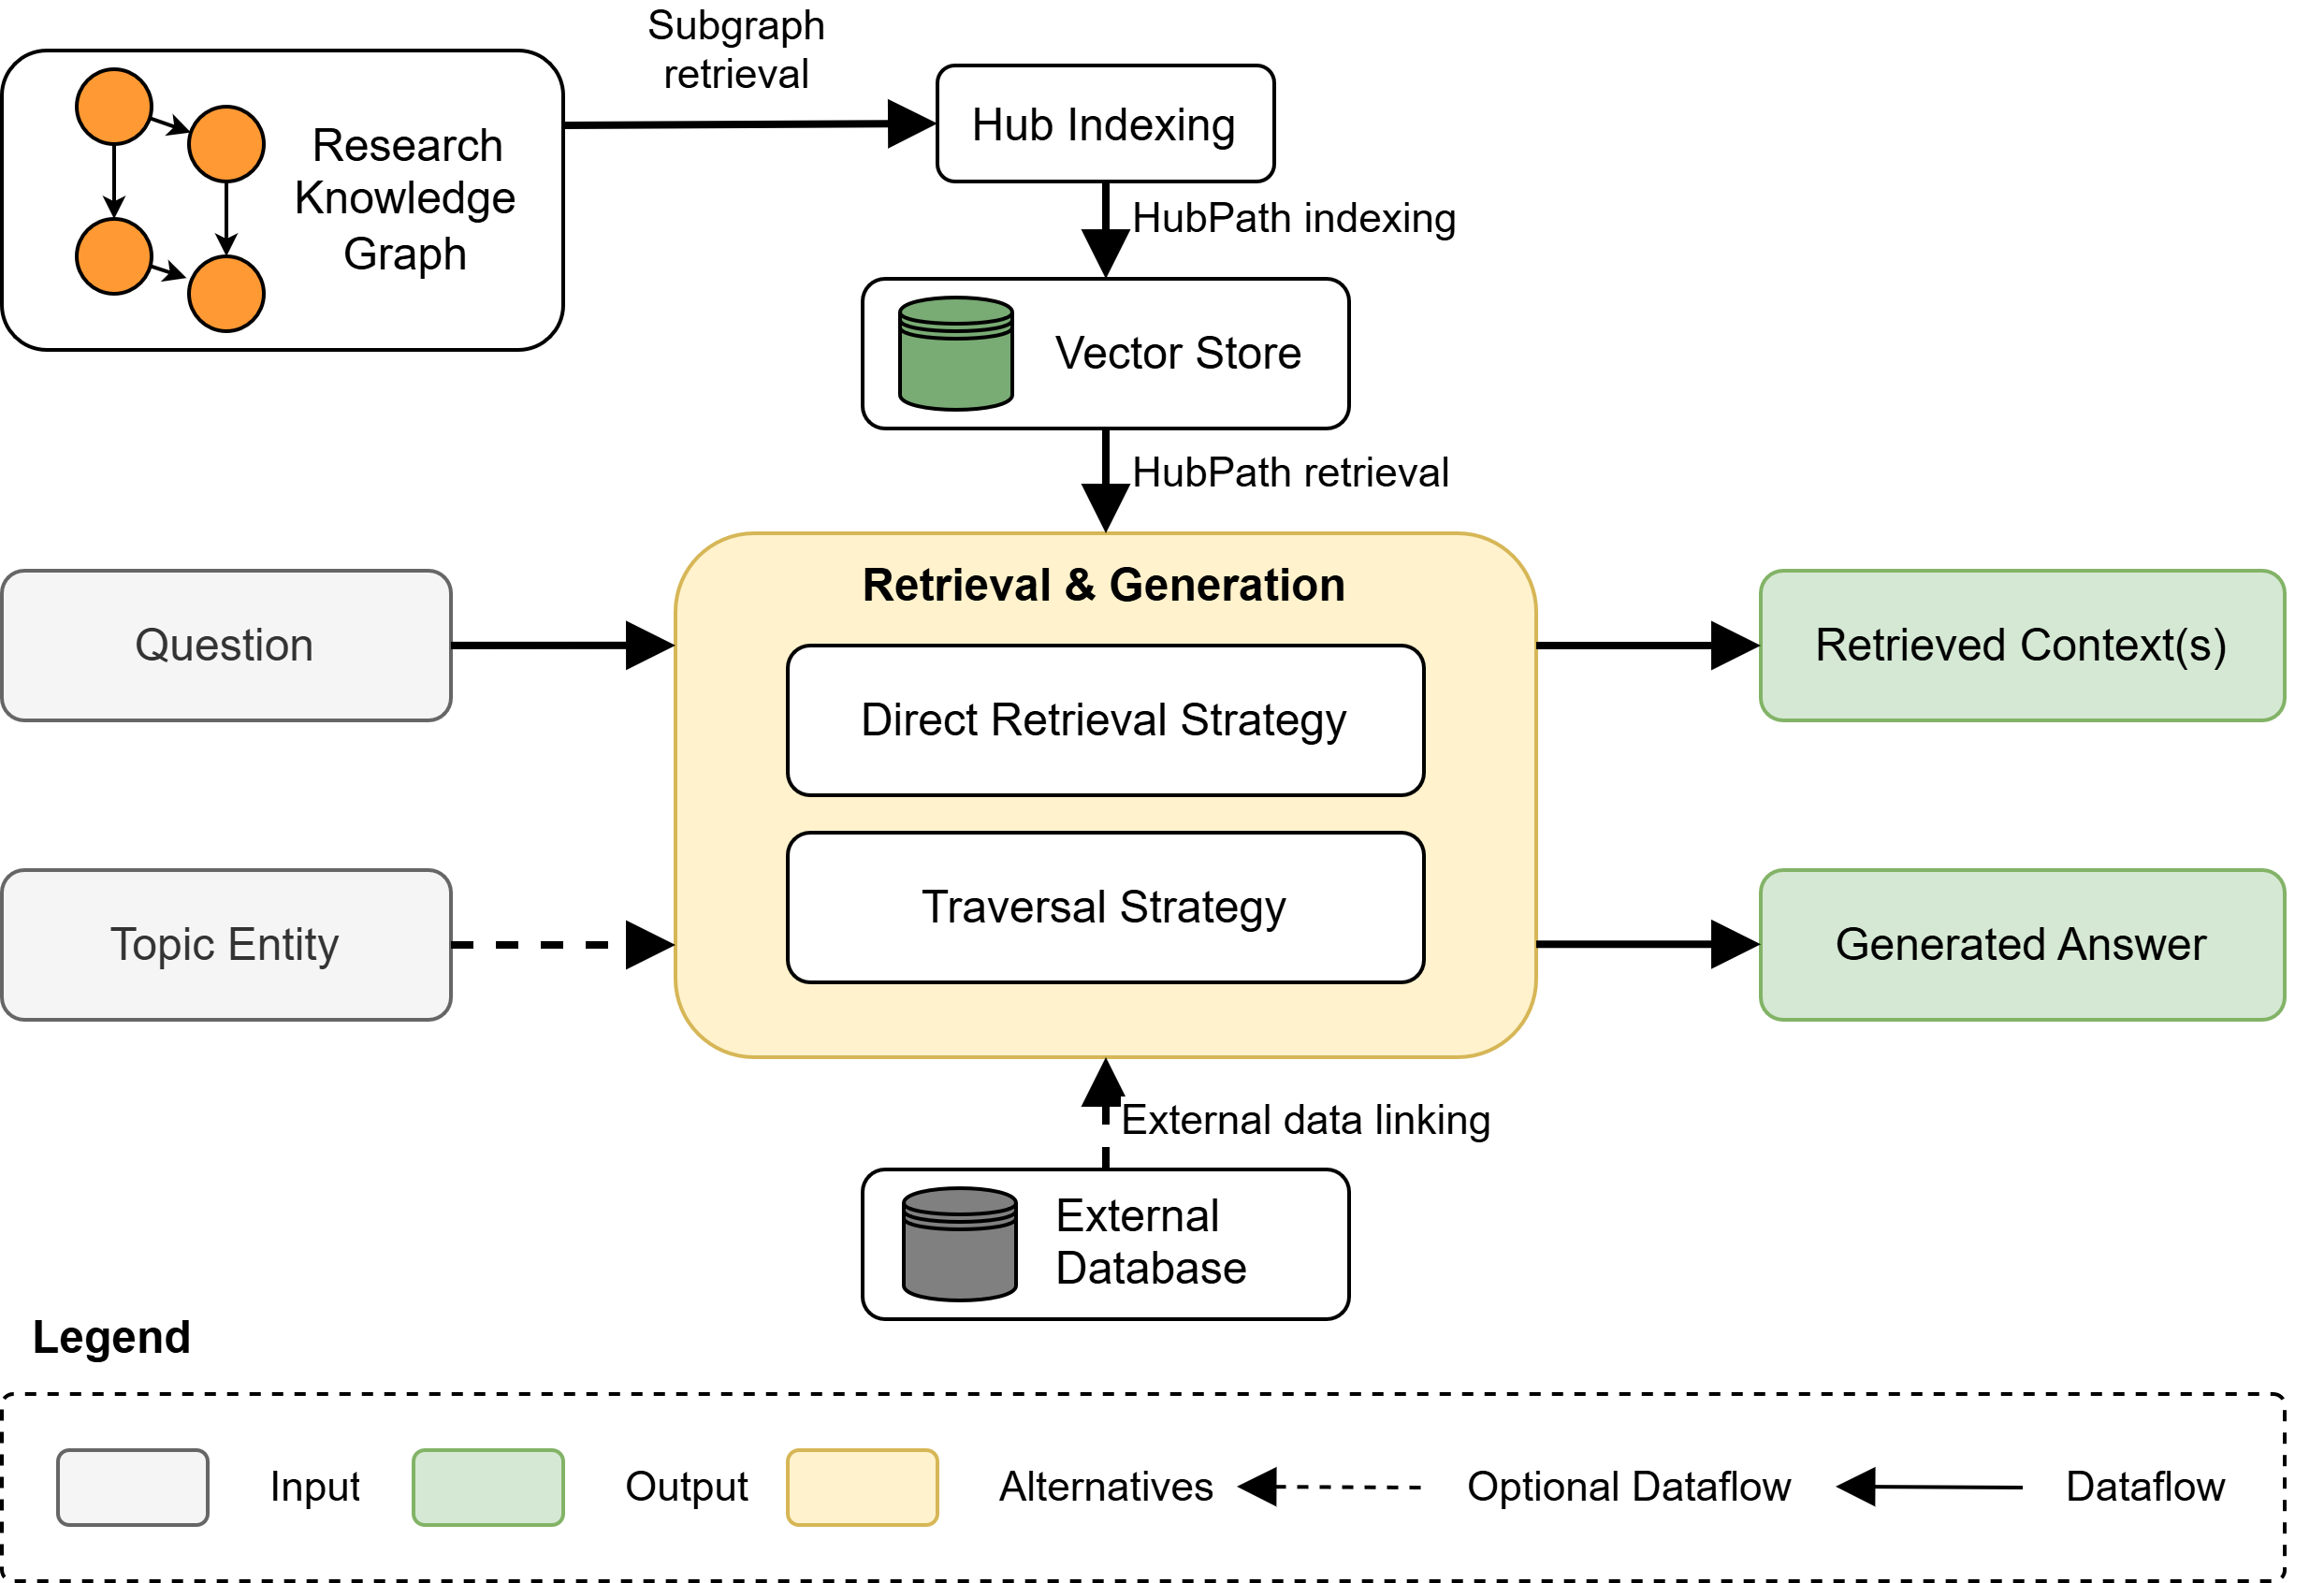 Subgraph
retrieval
Research
Knowledge
Graph
Hub Indexing
HubPath indexing
Vector Store
HubPath retrieval
Retrieval & Generation
Question
Direct Retrieval Strategy
Retrieved Context(s)
Topic Entity
Traversal Strategy
Generated Answer
External data linking
External
Database
Legend
Input
Output
Alternatives
Optional Dataflow
Dataflow